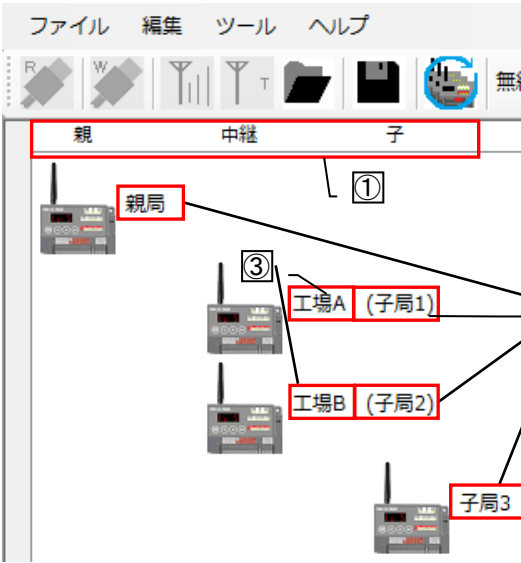 ファイル 編集 ツール ヘルプ
R W T
親 中継 子
①
親局
③
工場A (子局1)
工場B (子局2)
子局3